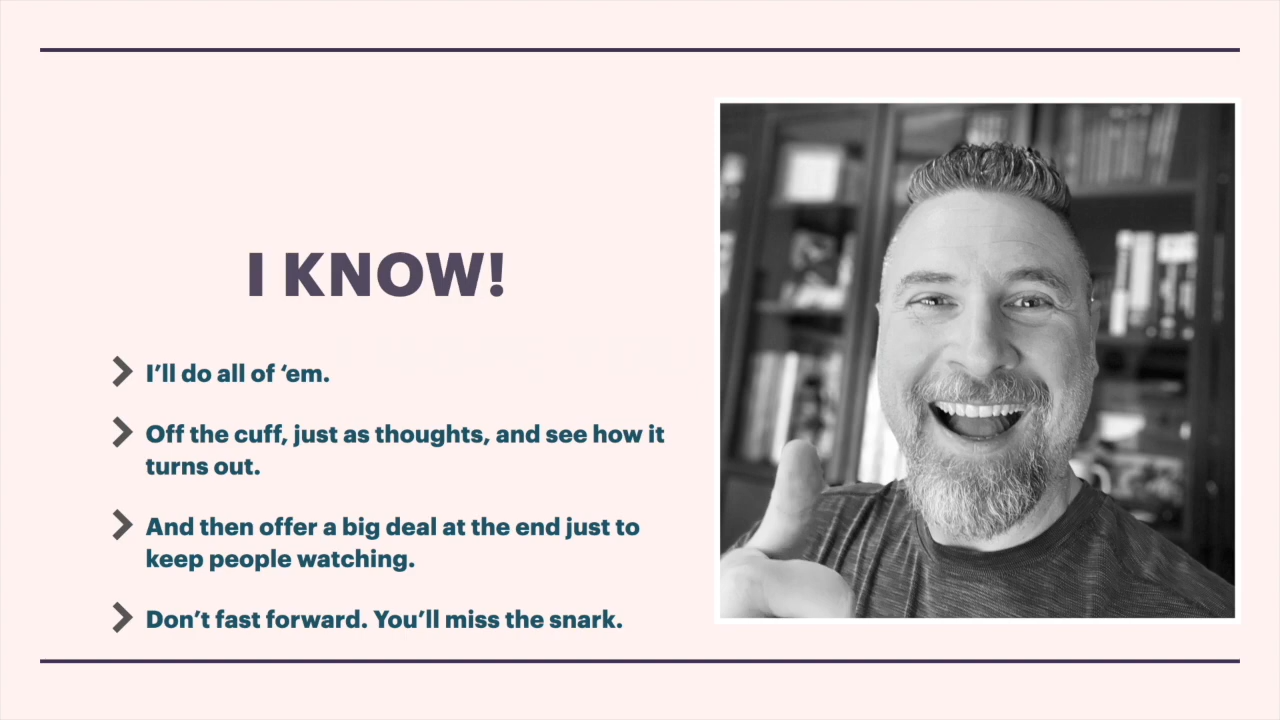 I KNOW!
I’ll do all of ‘em.
Off the cuff, just as thoughts, and see how it
turns out.
And then offer a big deal at the end just to
keep people watching.
Don’t fast forward. You’ll miss the snark.